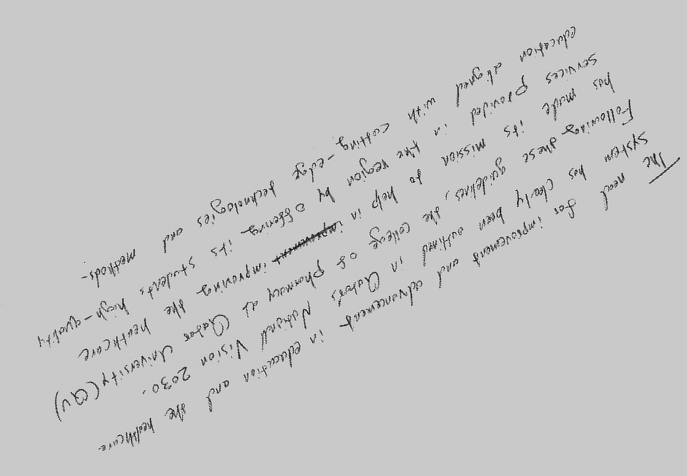 The need for improvement and advancement in education and the healthcare
system has clearly been outlined in Qatar's National Vision 2030.
Following these guidelines, the college of pharmacy at Qatar University (QU)
has made its mission to help in improving the healthcare
services provided in the region by offering its students high-quality
education aligned with cutting-edge technologies and methods.